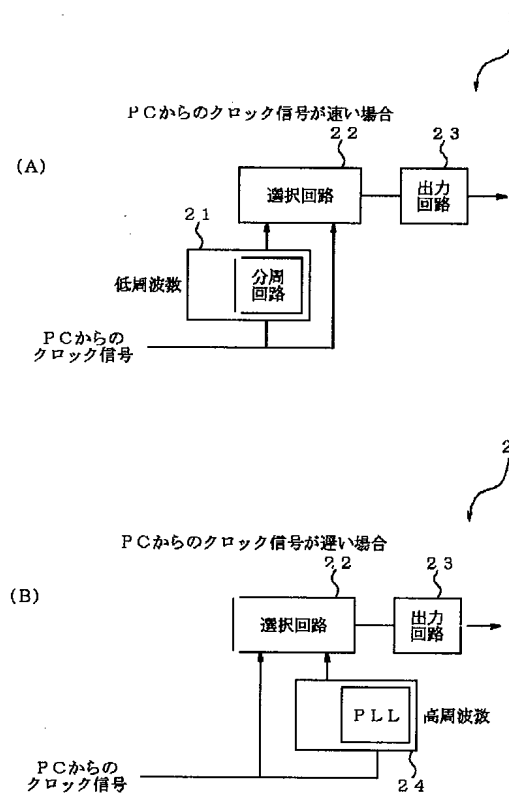 PCからのクロック信号が速い場合
(A)
22
23
選択回路
出力
回路
21
低周波数
分周
回路
PCからの
クロック信号
2
PCからのクロック信号が遅い場合
(B)
22
23
選択回路
出力
回路
PLL
高周波数
PCからの
クロック信号
24